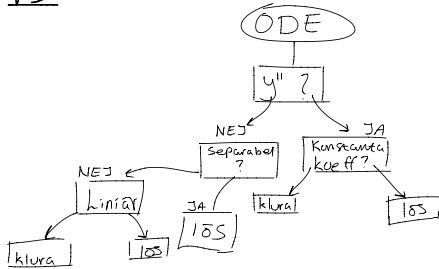 ODE
y" ?
NEJ
JA
Separabel
?
Konstanta
koeff?
NEJ
Linjär
JA
lös
klura
lös
klura
lös